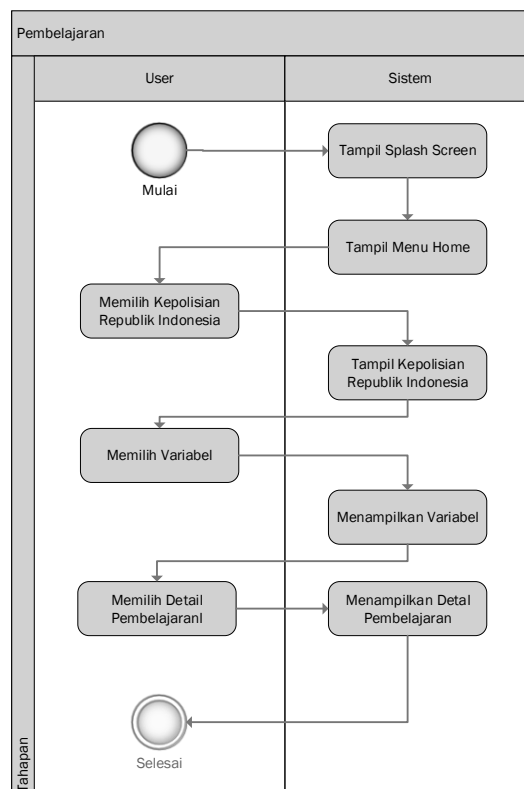 Pembelajaran
User
Sistem
Mulai
Tampil Splash Screen
Tampil Menu Home
Memilih Kepolisian
Republik Indonesia
Tampil Kepolisian
Republik Indonesia
Memilih Variabel
Menampilkan Variabel
Memilih Detail
Pembelajaranl
Menampilkan Detal
Pembelajaran
Selesai
Tahapan